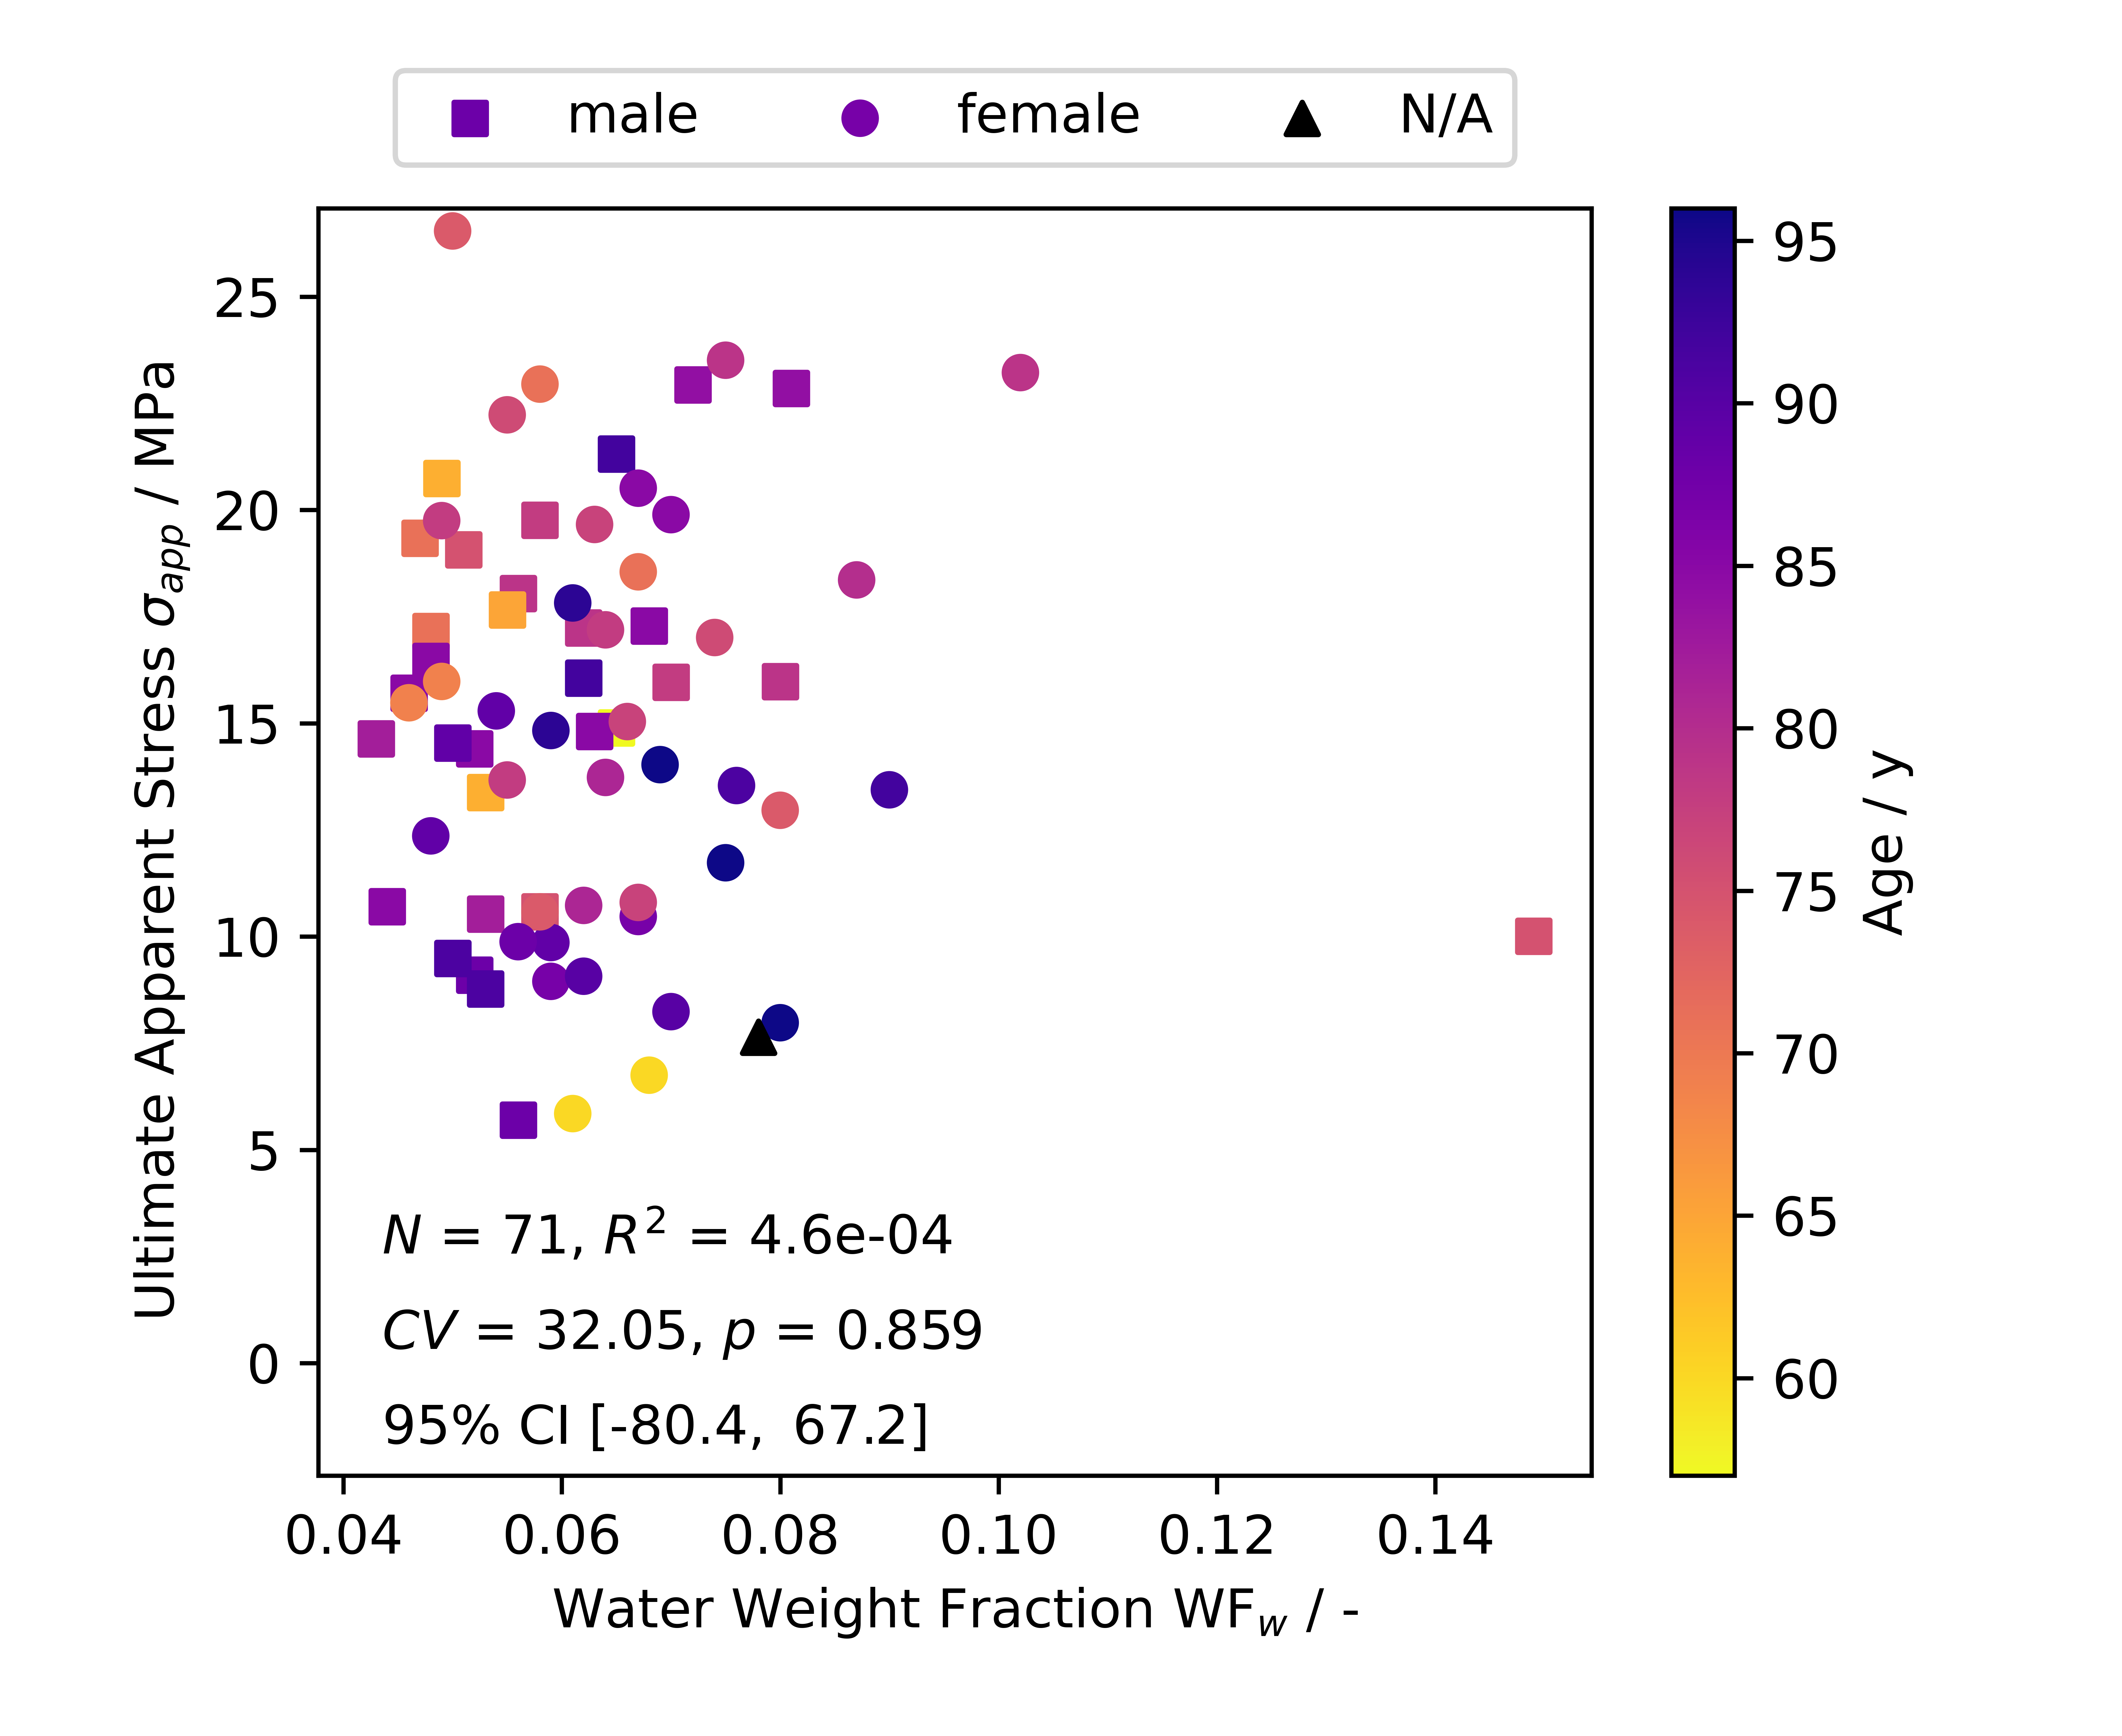 male female N/A
Ultimate Apparent Stress σ_app / MPa
25
20
15
10
5
0
N = 71, R² = 4.6e-04
CV = 32.05, p = 0.859
95% CI [-80.4, 67.2]
0.04 0.06 0.08 0.10 0.12 0.14
Water Weight Fraction WF_w / -
95
90
85
80
75
70
65
60
Age / y